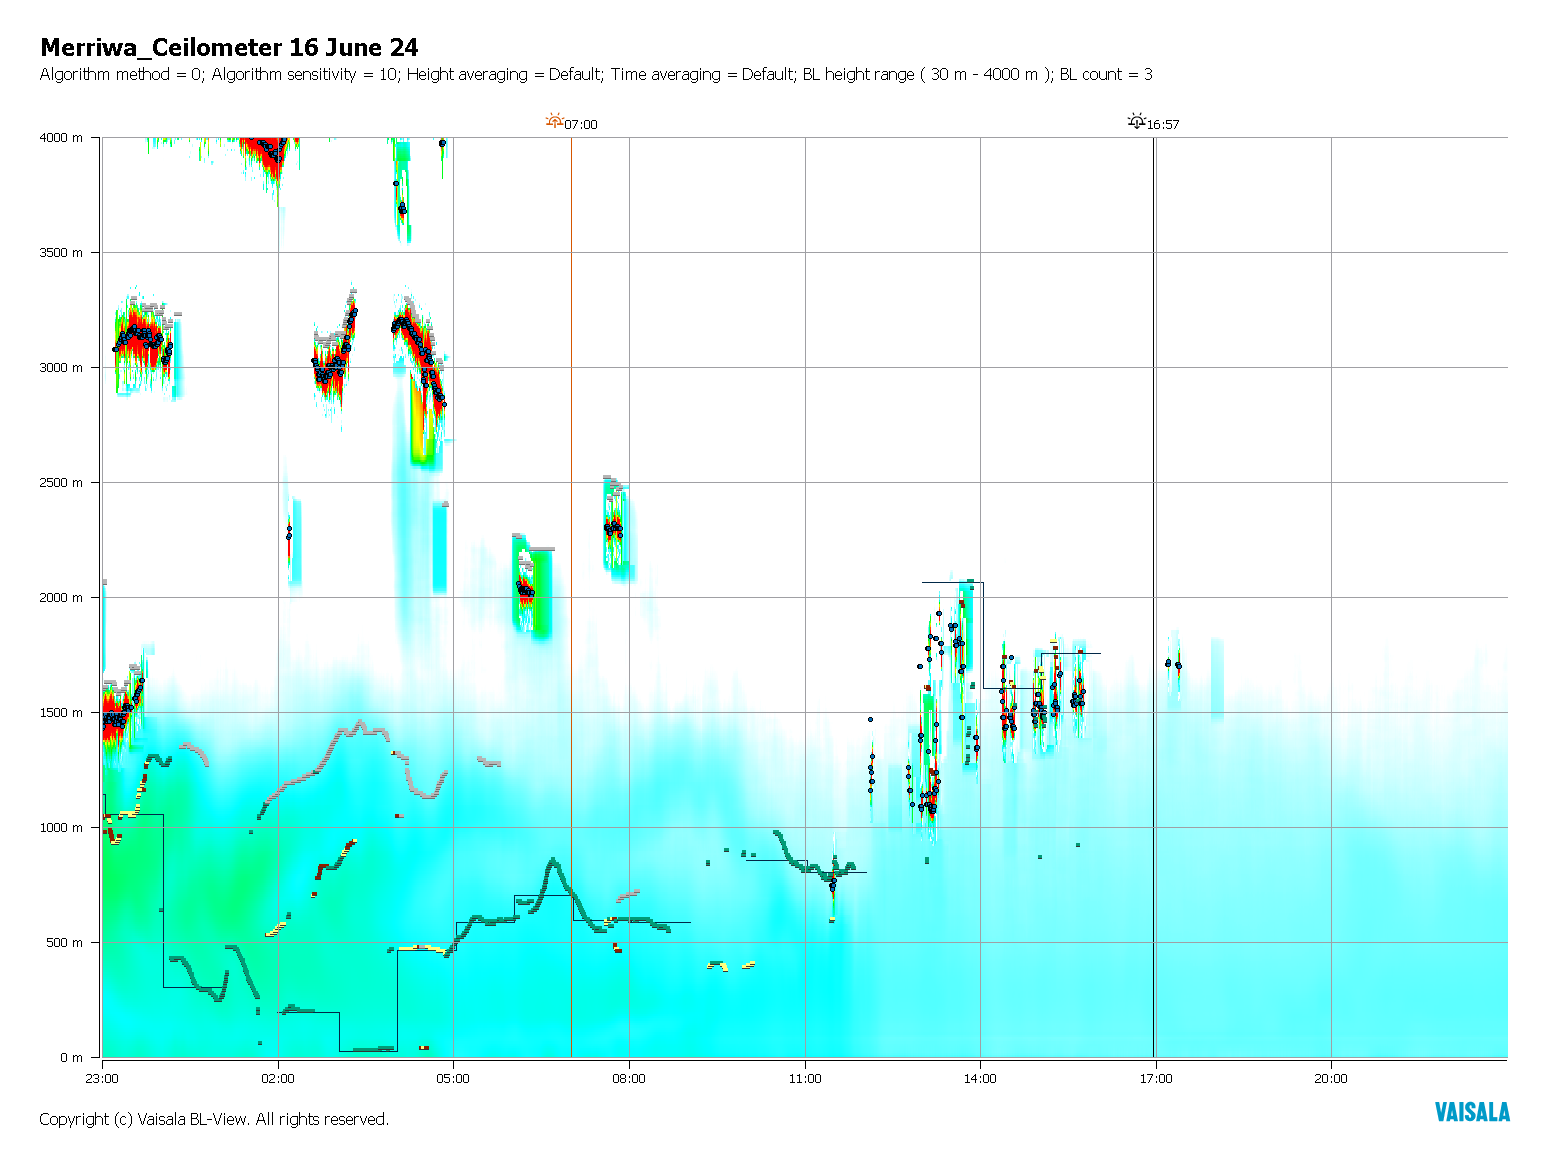 Merriwa_Ceilometer 16 June 24
Algorithm method = 0; Algorithm sensitivity = 10; Height averaging = Default; Time averaging = Default; BL height range ( 30 m - 4000 m ); BL count = 3
07:00
16:57
4000 m
3500 m
3000 m
2500 m
2000 m
1500 m
1000 m
500 m
0 m
23:00 02:00 05:00 08:00 11:00 14:00 17:00 20:00
Copyright (c) Vaisala BL-View. All rights reserved.
VAISALA